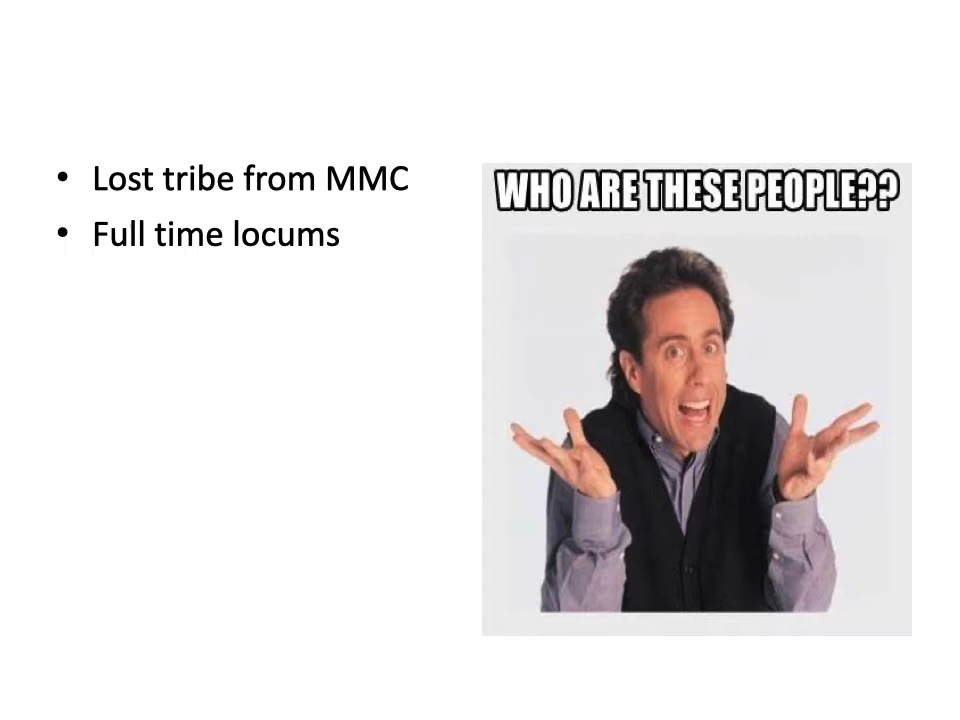 • Lost tribe from MMC
• Full time locums
WHO ARE THESE PEOPLE??